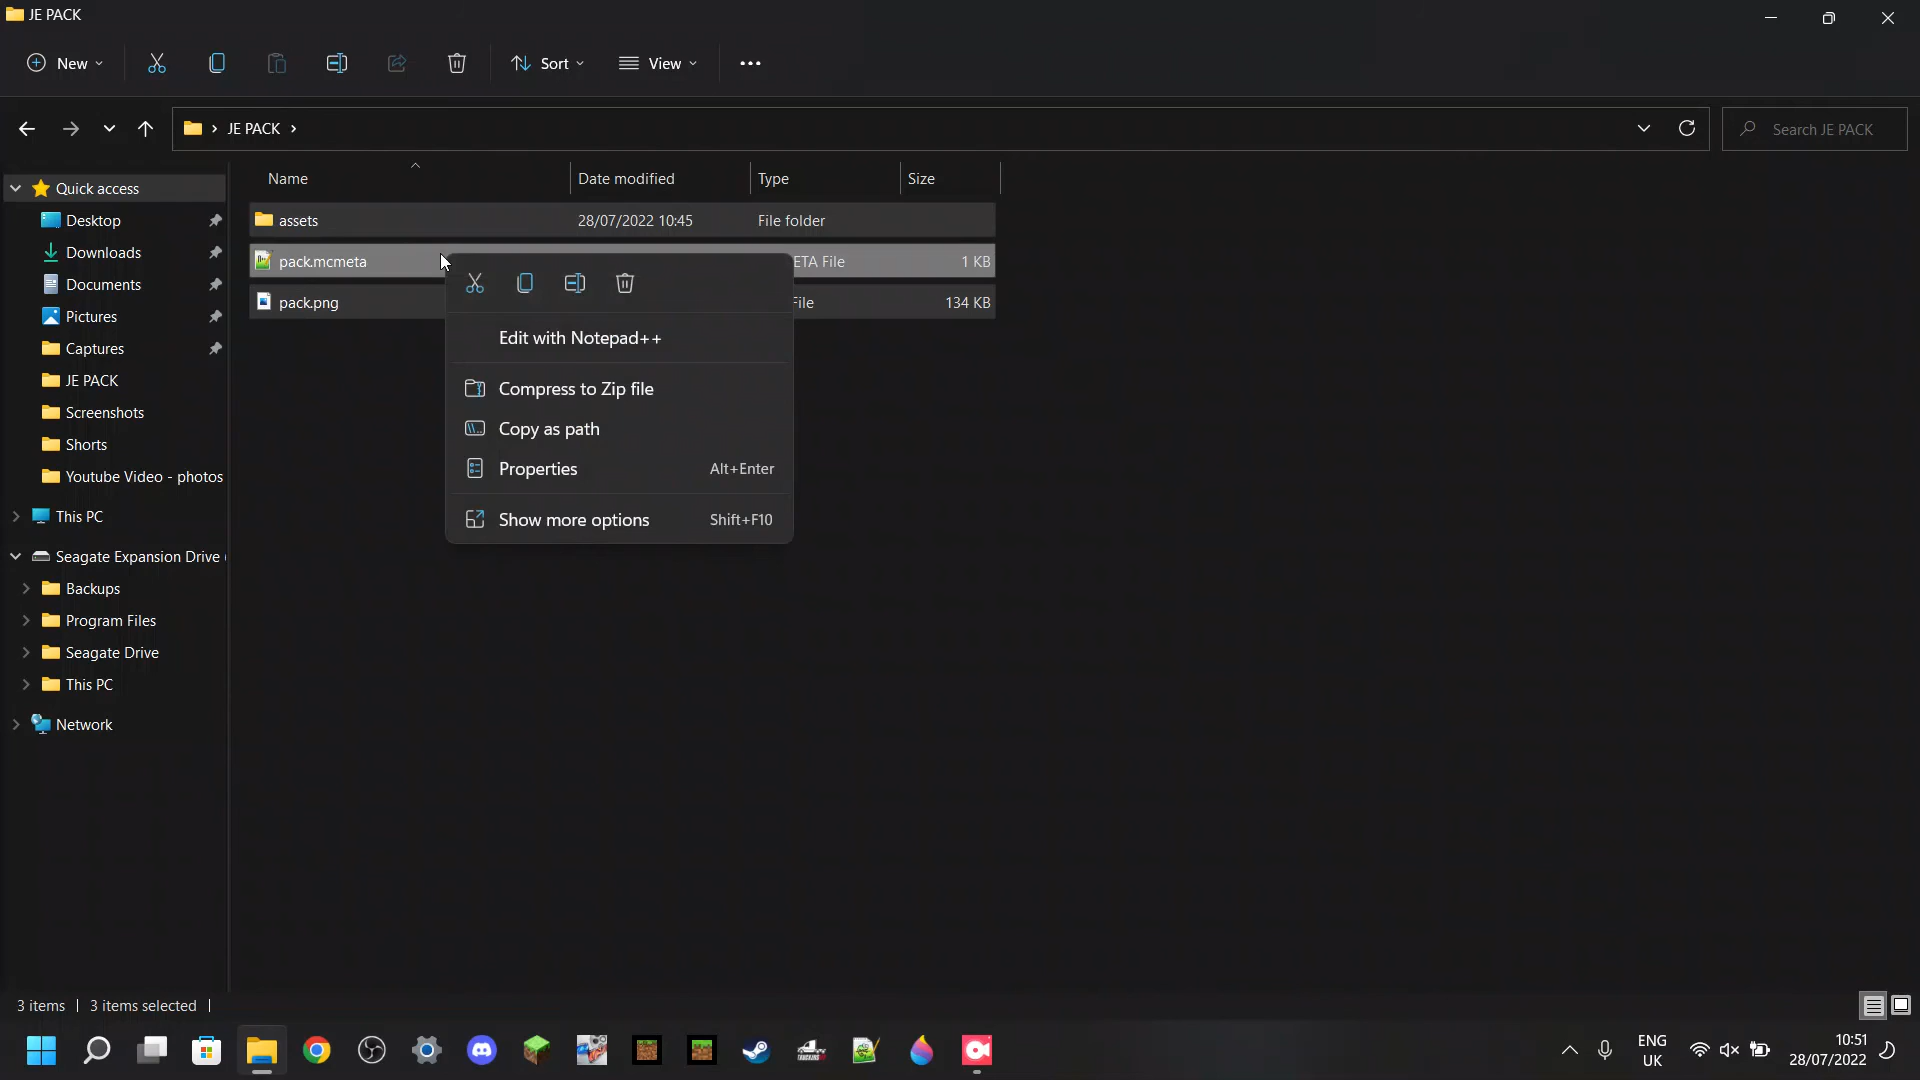 JE PACK
New
Sort
View
JE PACK
Search JE PACK
Name
Date modified
Type
Size
Quick access
Desktop
Downloads
Documents
Pictures
Captures
JE PACK
Screenshots
Shorts
Youtube Video - photos
This PC
Seagate Expansion Drive (
Backups
Program Files
Seagate Drive
This PC
Network
assets 28/07/2022 10:45 File folder
pack.mcmeta ETA File 1 KB
pack.png File 134 KB
Edit with Notepad++
Compress to Zip file
Copy as path
Properties Alt+Enter
Show more options Shift+F10
3 items 3 items selected
ENG
UK
10:51
28/07/2022